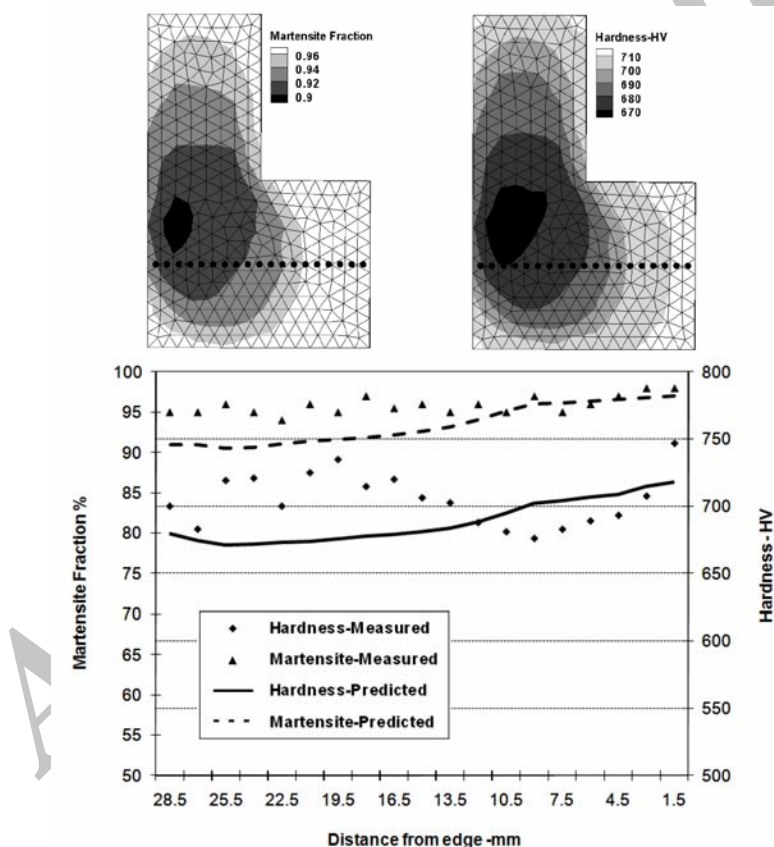 Martensite Fraction
0.96
0.94
0.92
0.9
Hardness-HV
710
700
690
680
670
100
95
90
85
80
75
70
65
60
55
50
Martensite Fraction %
800
750
700
650
600
550
500
Hardness - HV
Hardness-Measured
Martensite-Measured
Hardness-Predicted
Martensite-Predicted
28.5 25.5 22.5 19.5 16.5 13.5 10.5 7.5 4.5 1.5
Distance from edge -mm